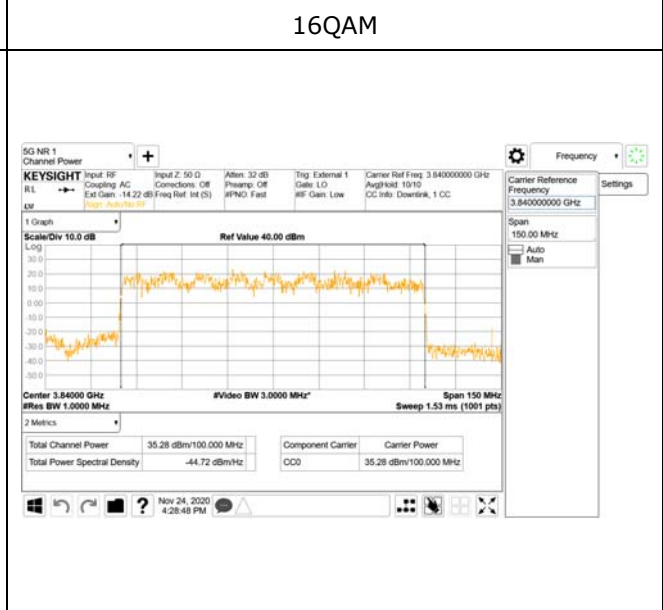 16QAM
5G NR 1
Channel Power
Frequency
KEYSIGHT
RL
Input: RF
Coupling: AC
Ext Gain: -14.22 dB
Align: Auto/No RF
Input Z: 50 Ω
Corrections: Off
Freq Ref: Int (S)
Atten: 32 dB
Preamp: Off
#PNO: Fast
Trig: External 1
Gate: LO
#IF Gain: Low
Carrier Ref Freq: 3.840000000 GHz
Avg|Hold: 10/10
CC Info: Downlink, 1 CC
Carrier Reference
Frequency
3.840000000 GHz
Settings
Span
150.00 MHz
Auto
Man
1 Graph
Scale/Div 10.0 dB
Ref Value 40.00 dBm
Log
30.0
20.0
10.0
0.00
-10.0
-20.0
-30.0
-40.0
-50.0
Center 3.84000 GHz
#Video BW 3.0000 MHz*
Span 150 MHz
#Res BW 1.0000 MHz
Sweep 1.53 ms (1001 pts)
2 Metrics
Total Channel Power 35.28 dBm/100.000 MHz
Total Power Spectral Density -44.72 dBm/Hz
Component Carrier Carrier Power
CC0 35.28 dBm/100.000 MHz
?
Nov 24, 2020
4:28:48 PM